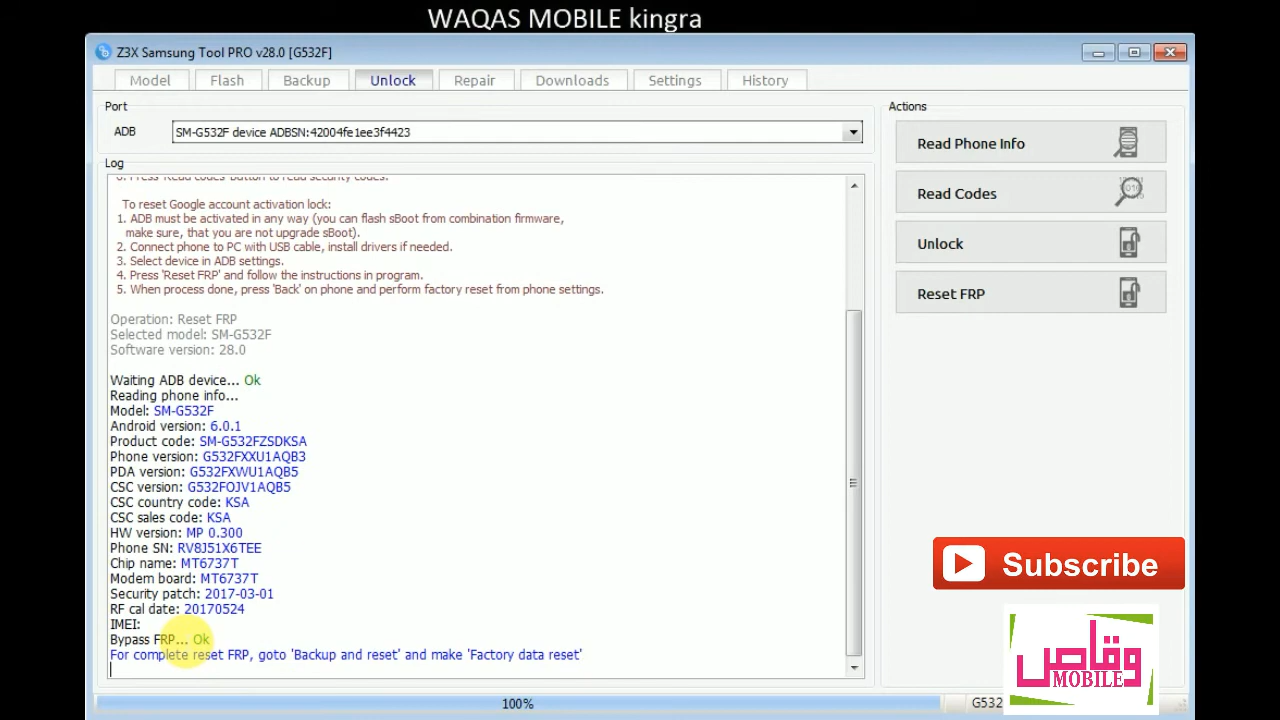 WAQAS MOBILE kingra
Z3X Samsung Tool PRO v28.0 [G532F]
Model Flash Backup Unlock Repair Downloads Settings History
Port
ADB SM-G532F device ADBSN:42004fe1ee3f4423
Log
6. Press 'Read codes' button to read security codes.
To reset Google account activation lock:
1. ADB must be activated in any way (you can flash sBoot from combination firmware,
make sure, that you are not upgrade sBoot).
2. Connect phone to PC with USB cable, install drivers if needed.
3. Select device in ADB settings.
4. Press 'Reset FRP' and follow the instructions in program.
5. When process done, press 'Back' on phone and perform factory reset from phone settings.
Operation: Reset FRP
Selected model: SM-G532F
Software version: 28.0
Waiting ADB device... Ok
Reading phone info...
Model: SM-G532F
Android version: 6.0.1
Product code: SM-G532FZSDKSA
Phone version: G532FXXU1AQB3
PDA version: G532FXWU1AQB5
CSC version: G532FOJV1AQB5
CSC country code: KSA
CSC sales code: KSA
HW version: MP 0.300
Phone SN: RV8J51X6TEE
Chip name: MT6737T
Modem board: MT6737T
Security patch: 2017-03-01
RF cal date: 20170524
IMEI:
Bypass FRP... Ok
For complete reset FRP, goto 'Backup and reset' and make 'Factory data reset'
100%
G532
Actions
Read Phone Info
Read Codes
Unlock
Reset FRP
Subscribe
وقاص
MOBILE